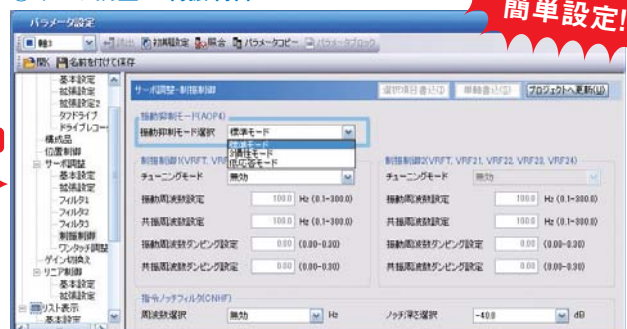 簡単設定!
パラメータ設定
軸3
読出 初期設定 照合 パラメータコピー パラメータブロック
開く 名前を付けて保存
基本設定
拡張設定
拡張設定2
タフドライブ
ドライブレコー
構成品
位置制御
サーボ調整
基本設定
拡張設定
フィルタ1
フィルタ2
フィルタ3
制振制御
ワンタッチ調整
ゲイン切換え
リニア制御
基本設定
拡張設定
リスト表示
基本設定
サーボ調整-制振制御
選択項目書込(I) 単軸書込(S) プロジェクトへ更新(U)
振動抑制モード(AOP4)
振動抑制モード選択 標準モード
標準モード
3慣性モード
低応答モード
制振制御1(VRFT, VRF11,
チューニングモード 無効
振動周波数設定 100.0 Hz (0.1-300.0)
共振周波数設定 100.0 Hz (0.1-300.0)
振動周波数ダンピング設定 0.00 (0.00-0.30)
共振周波数ダンピング設定 0.00 (0.00-0.30)
制振制御2(VRFT, VRF21, VRF22, VRF23, VRF24)
チューニングモード 無効
振動周波数設定 100.0 Hz (0.1-300.0)
共振周波数設定 100.0 Hz (0.1-300.0)
振動周波数ダンピング設定 0.00 (0.00-0.30)
共振周波数ダンピング設定 0.00 (0.00-0.30)
指令ノッチフィルタ(CNHF)
周波数選択 無効 Hz
ノッチ深さ選択 -40.0 dB